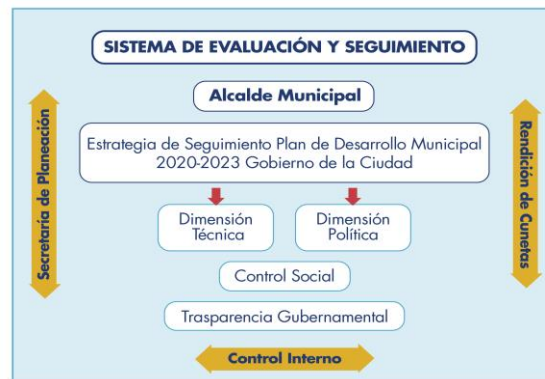 SISTEMA DE EVALUACIÓN Y SEGUIMIENTO
Alcalde Municipal
Secretaría de Planeación
Estrategia de Seguimiento Plan de Desarrollo Municipal
2020-2023 Gobierno de la Ciudad
Rendición de Cunetas
Dimensión
Técnica
Dimensión
Política
Control Social
Trasparencia Gubernamental
Control Interno